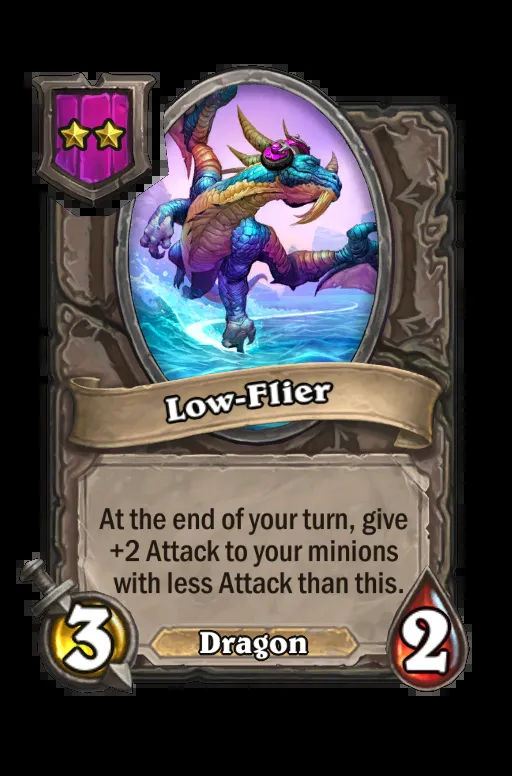 Low-Flier
At the end of your turn, give
+2 Attack to your minions
with less Attack than this.
3
Dragon
2